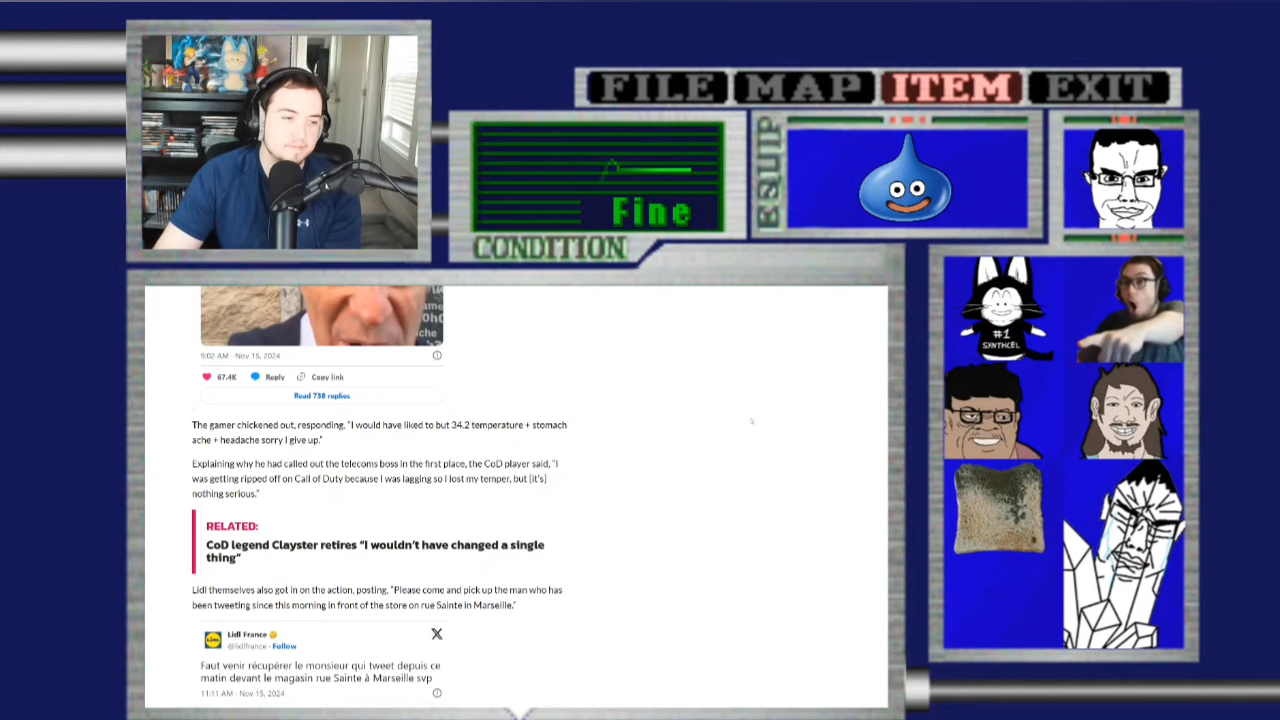 FILE MAP ITEM EXIT
Fine
CONDITION
#1
SYNTHCEL
9:02 AM · Nov 15, 2024
67.4K Reply Copy link
Read 738 replies
The gamer chickened out, responding, "I would have liked to but 34.2 temperature + stomach
ache + headache sorry I give up."
Explaining why he had called out the telecoms boss in the first place, the CoD player said, "I
was getting ripped off on Call of Duty because I was lagging so I lost my temper, but [it's]
nothing serious."
RELATED:
CoD legend Clayster retires "I wouldn't have changed a single
thing"
Lidl themselves also got in on the action, posting, "Please come and pick up the man who has
been tweeting since this morning in front of the store on rue Sainte in Marseille."
Lidl France
@lidlfrance · Follow
Faut venir récupérer le monsieur qui tweet depuis ce
matin devant le magasin rue Sainte à Marseille svp
11:11 AM · Nov 15, 2024